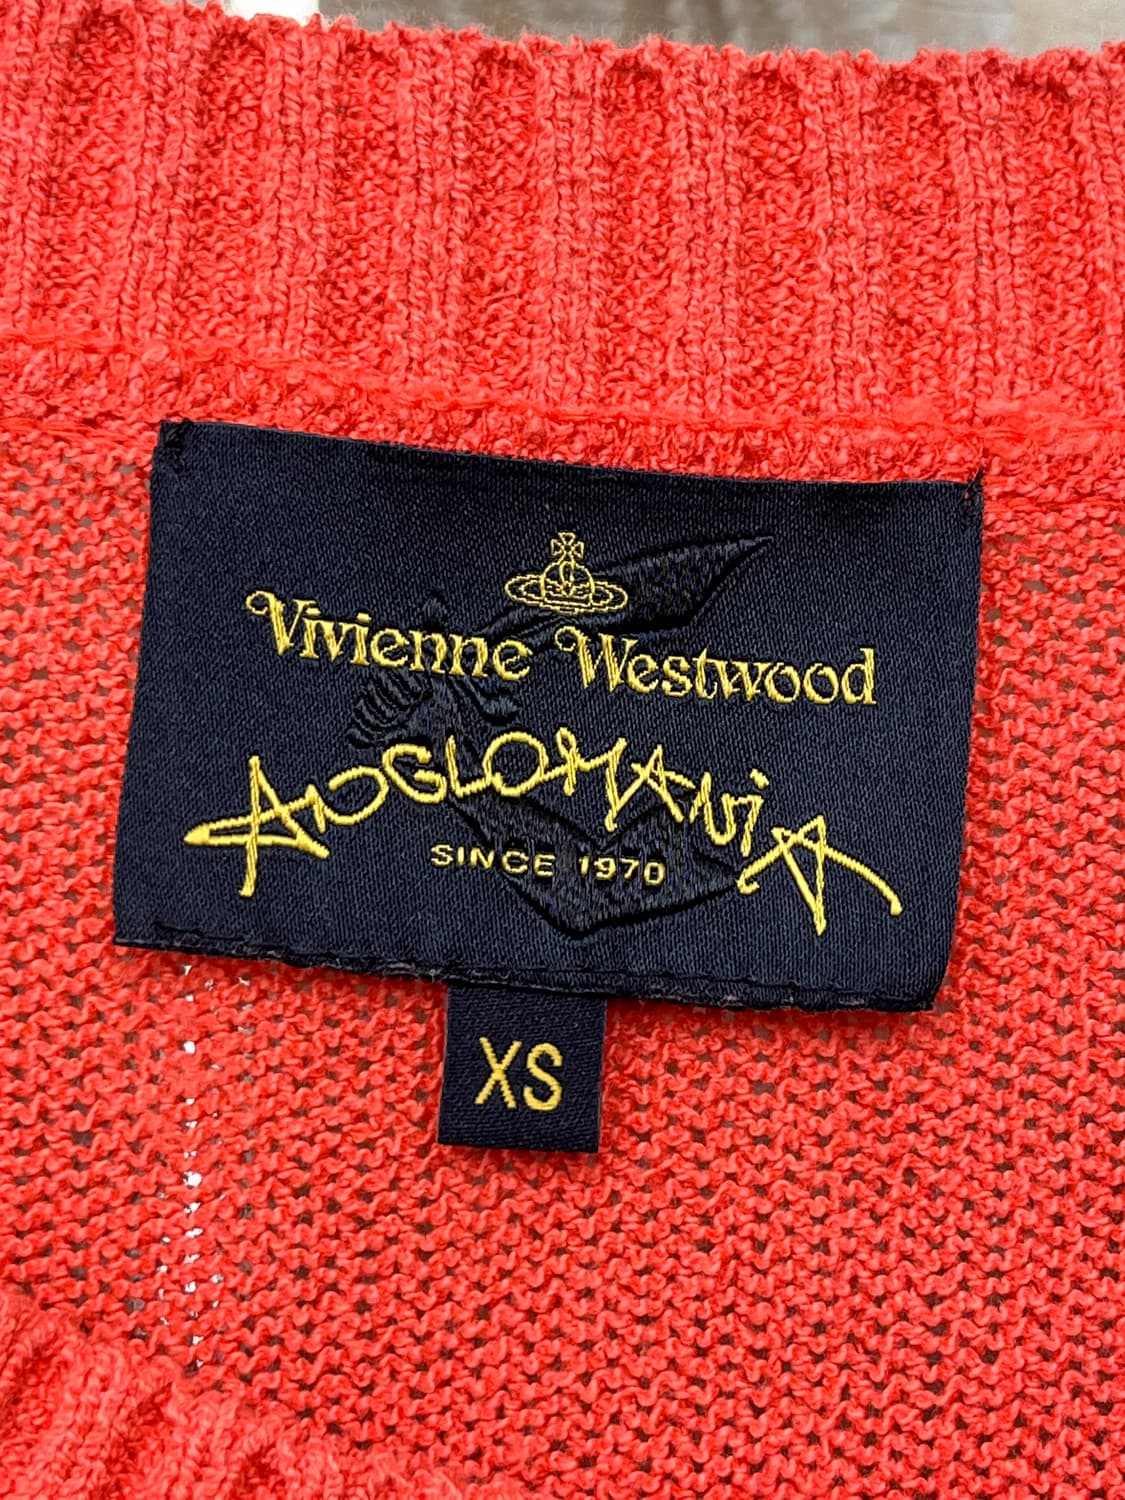 Vivienne Westwood
ANGLOMANiA
SINCE 1970
XS